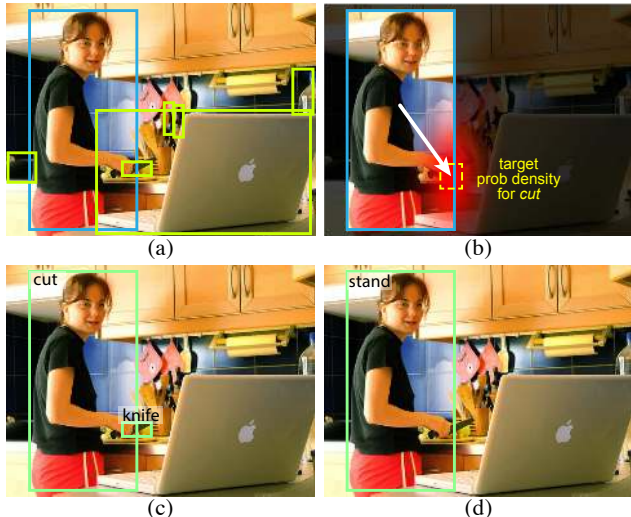 (a)
target
prob density
for cut
(b)
cut
knife
(c)
stand
(d)